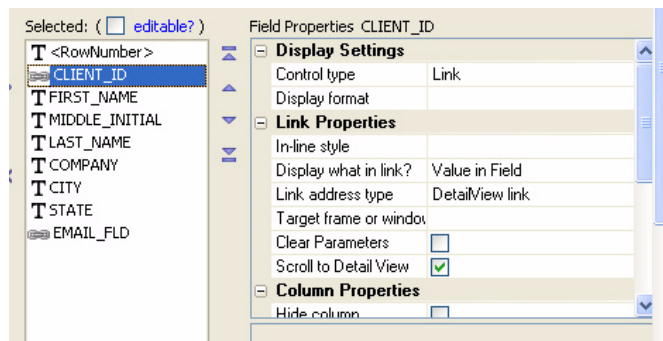 Selected: ( editable? )
<RowNumber>
CLIENT_ID
FIRST_NAME
MIDDLE_INITIAL
LAST_NAME
COMPANY
CITY
STATE
EMAIL_FLD
Field Properties CLIENT_ID
Display Settings
Control type Link
Display format
Link Properties
In-line style
Display what in link? Value in Field
Link address type DetailView link
Target frame or window
Clear Parameters
Scroll to Detail View
Column Properties
Hide column